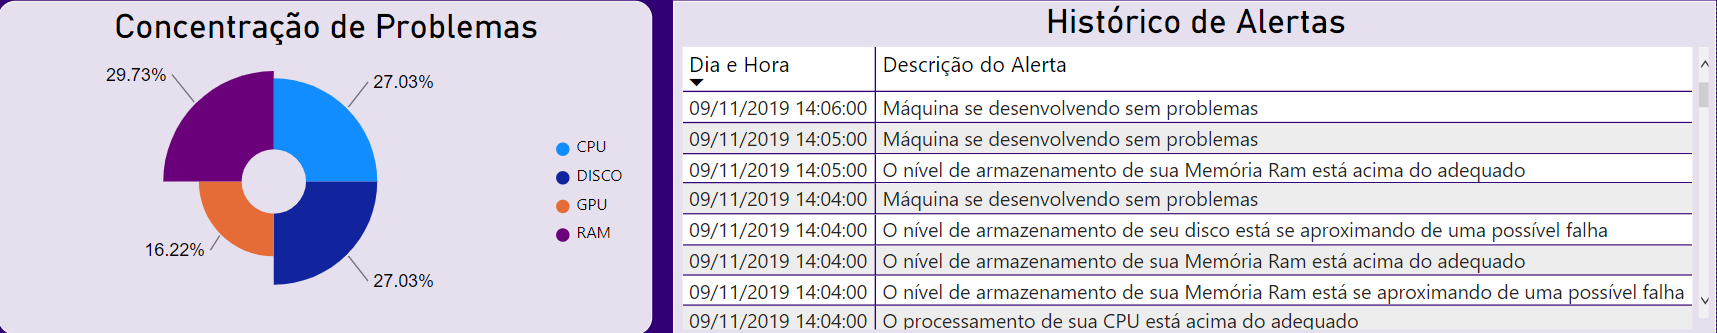 Concentração de Problemas
29.73%
27.03%
16.22%
27.03%
CPU
DISCO
GPU
RAM
Histórico de Alertas
Dia e Hora Descrição do Alerta
09/11/2019 14:06:00 Máquina se desenvolvendo sem problemas
09/11/2019 14:05:00 Máquina se desenvolvendo sem problemas
09/11/2019 14:05:00 O nível de armazenamento de sua Memória Ram está acima do adequado
09/11/2019 14:04:00 Máquina se desenvolvendo sem problemas
09/11/2019 14:04:00 O nível de armazenamento de seu disco está se aproximando de uma possível falha
09/11/2019 14:04:00 O nível de armazenamento de sua Memória Ram está acima do adequado
09/11/2019 14:04:00 O nível de armazenamento de sua Memória Ram está se aproximando de uma possível falha
09/11/2019 14:04:00 O processamento de sua CPU está acima do adequado